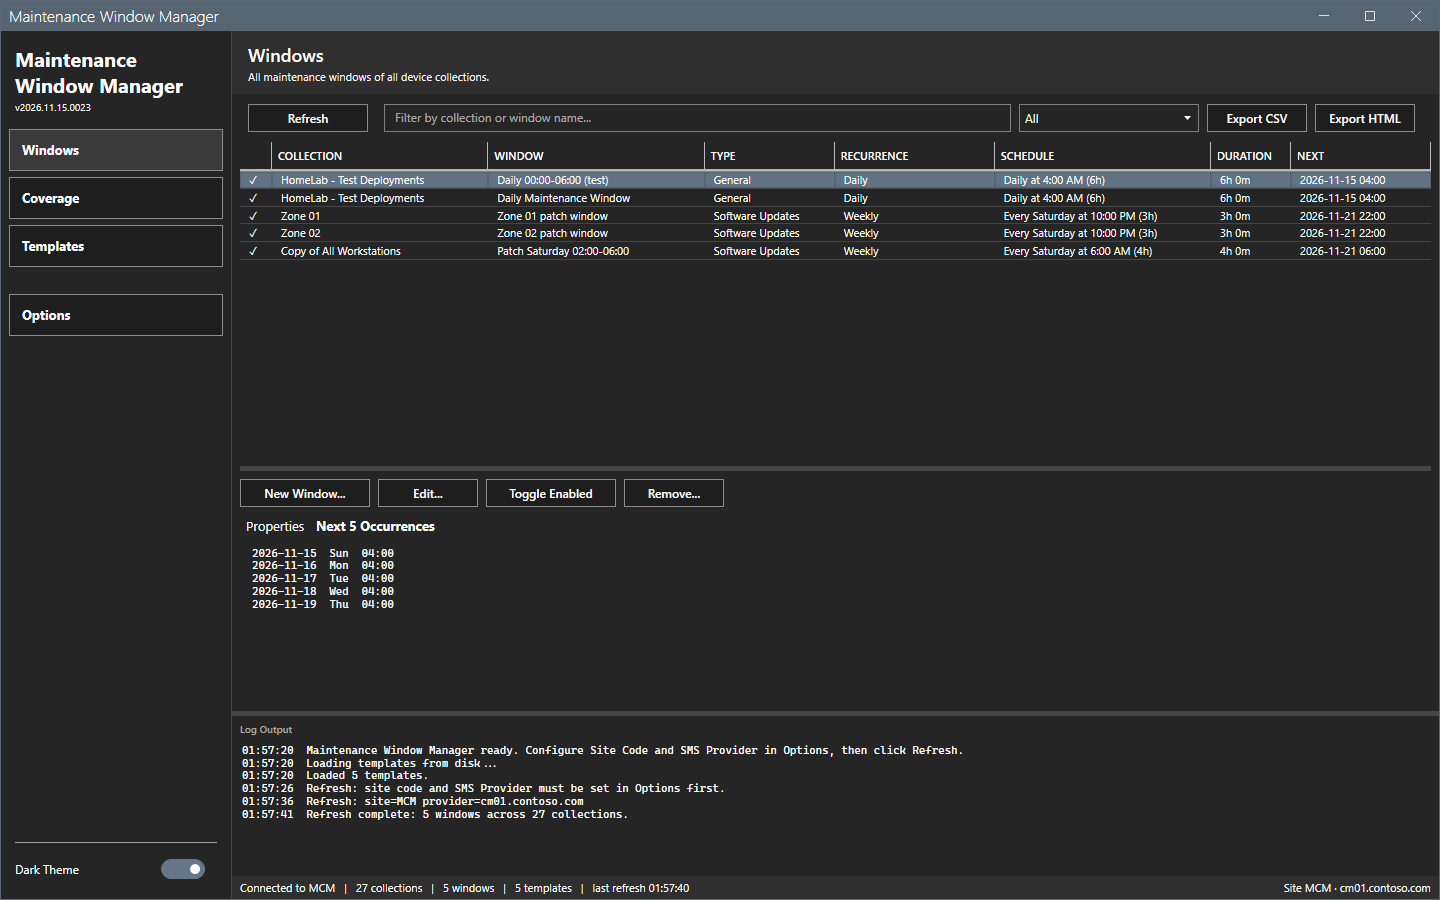 Maintenance Window Manager
Maintenance
Window Manager
v2026.11.15.0023
Windows
Coverage
Templates
Options
Dark Theme
Windows
All maintenance windows of all device collections.
Refresh
Filter by collection or window name...
All
Export CSV
Export HTML
COLLECTION WINDOW TYPE RECURRENCE SCHEDULE DURATION NEXT
✓ HomeLab - Test Deployments Daily 00:00-06:00 (test) General Daily Daily at 4:00 AM (6h) 6h 0m 2026-11-15 04:00
✓ HomeLab - Test Deployments Daily Maintenance Window General Daily Daily at 4:00 AM (6h) 6h 0m 2026-11-15 04:00
✓ Zone 01 Zone 01 patch window Software Updates Weekly Every Saturday at 10:00 PM (3h) 3h 0m 2026-11-21 22:00
✓ Zone 02 Zone 02 patch window Software Updates Weekly Every Saturday at 10:00 PM (3h) 3h 0m 2026-11-21 22:00
✓ Copy of All Workstations Patch Saturday 02:00-06:00 Software Updates Weekly Every Saturday at 6:00 AM (4h) 4h 0m 2026-11-21 06:00
New Window...
Edit...
Toggle Enabled
Remove...
Properties Next 5 Occurrences
2026-11-15 Sun 04:00
2026-11-16 Mon 04:00
2026-11-17 Tue 04:00
2026-11-18 Wed 04:00
2026-11-19 Thu 04:00
Log Output
01:57:20 Maintenance Window Manager ready. Configure Site Code and SMS Provider in Options, then click Refresh.
01:57:20 Loading templates from disk...
01:57:20 Loaded 5 templates.
01:57:26 Refresh: site code and SMS Provider must be set in Options first.
01:57:36 Refresh: site=MCM provider=cm01.contoso.com
01:57:41 Refresh complete: 5 windows across 27 collections.
Connected to MCM | 27 collections | 5 windows | 5 templates | last refresh 01:57:40
Site MCM · cm01.contoso.com